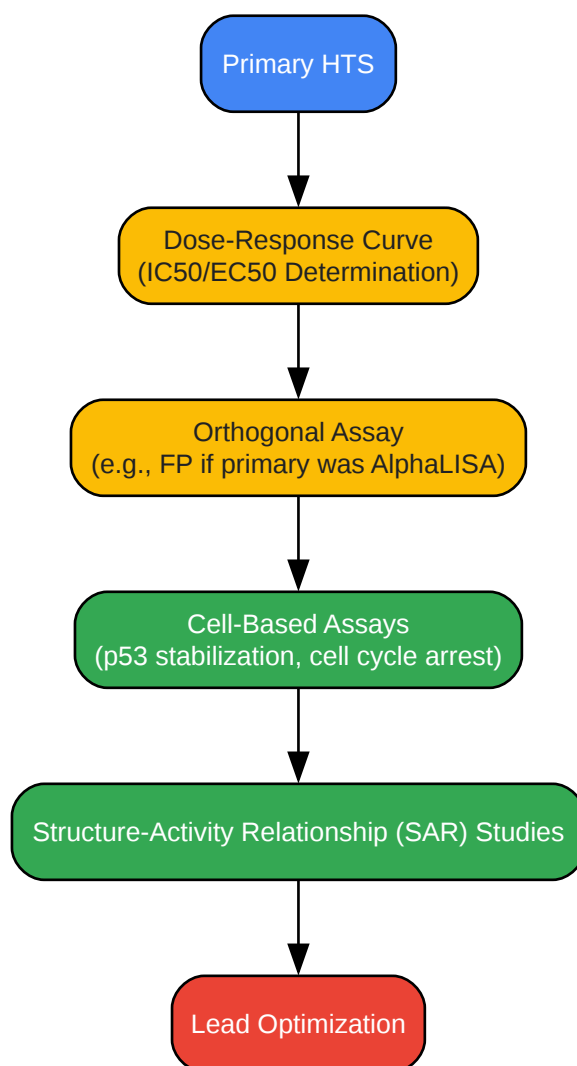 Primary HTS
Dose-Response Curve
(IC50/EC50 Determination)
Orthogonal Assay
(e.g., FP if primary was AlphaLISA)
Cell-Based Assays
(p53 stabilization, cell cycle arrest)
Structure-Activity Relationship (SAR) Studies
Lead Optimization